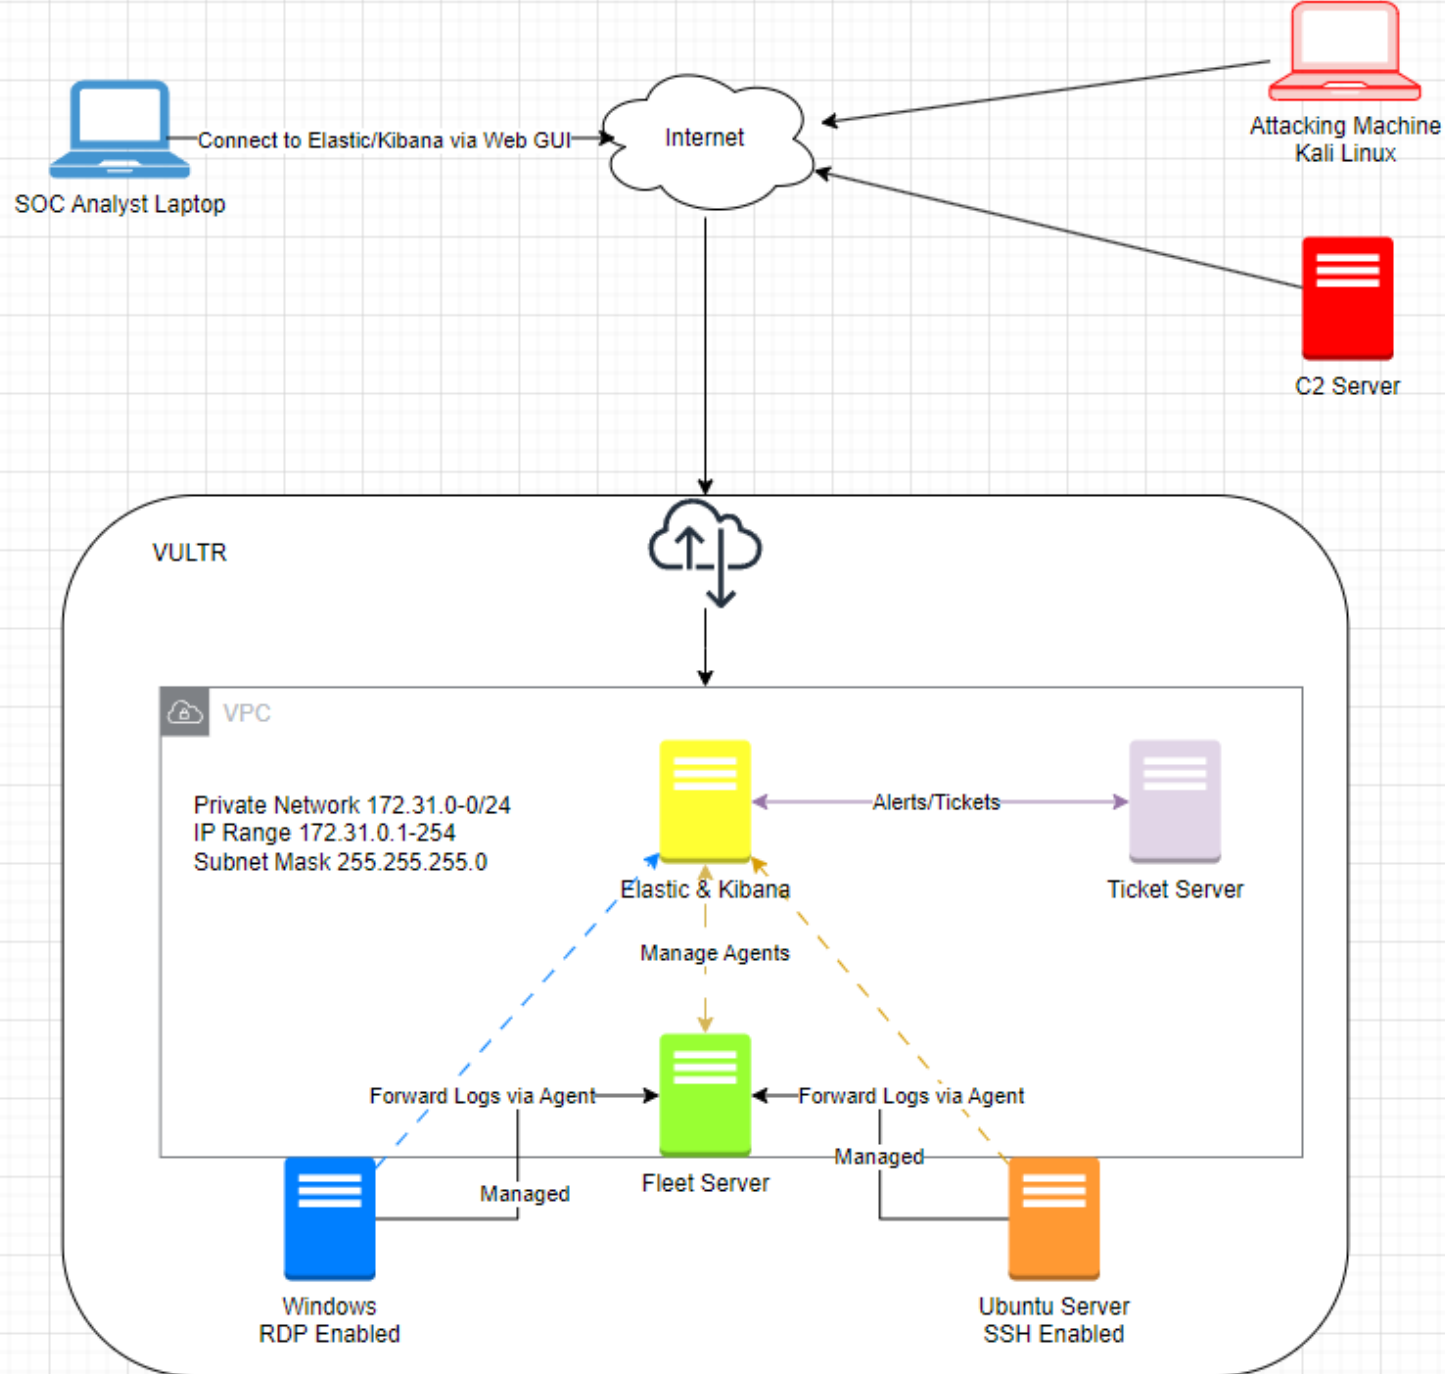 Internet
Attacking Machine
Kali Linux
Connect to Elastic/Kibana via Web GUI
SOC Analyst Laptop
C2 Server
VULTR
VPC
Private Network 172.31.0-0/24
IP Range 172.31.0.1-254
Subnet Mask 255.255.255.0
Alerts/Tickets
Elastic & Kibana
Ticket Server
Manage Agents
Forward Logs via Agent
Forward Logs via Agent
Managed
Fleet Server
Managed
Windows
RDP Enabled
Ubuntu Server
SSH Enabled